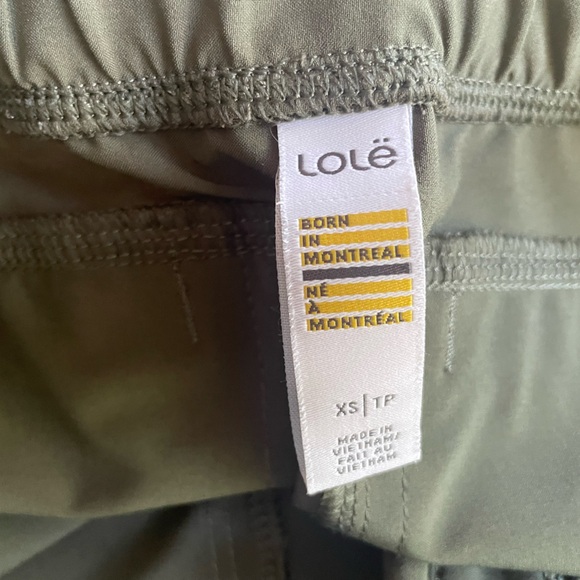 LOLë
BORN
IN
MONTREAL
NÉ
À
MONTRÉAL
XS | TP
MADE IN
VIETNAM/
FAIT AU
VIETNAM